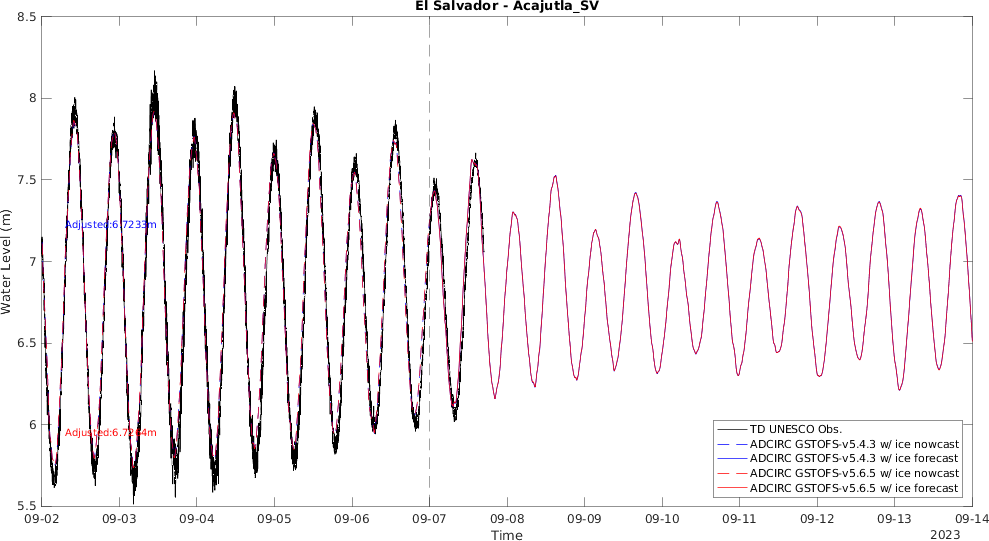 El Salvador - Acajutla_SV
8.5
8
7.5
7
6.5
6
5.5
Water Level (m)
Adjusted:6.7233m
Adjusted:6.7264m
TD UNESCO Obs.
ADCIRC GSTOFS-v5.4.3 w/ ice nowcast
ADCIRC GSTOFS-v5.4.3 w/ ice forecast
ADCIRC GSTOFS-v5.6.5 w/ ice nowcast
ADCIRC GSTOFS-v5.6.5 w/ ice forecast
09-02 09-03 09-04 09-05 09-06 09-07 09-08 09-09 09-10 09-11 09-12 09-13 09-14
Time
2023